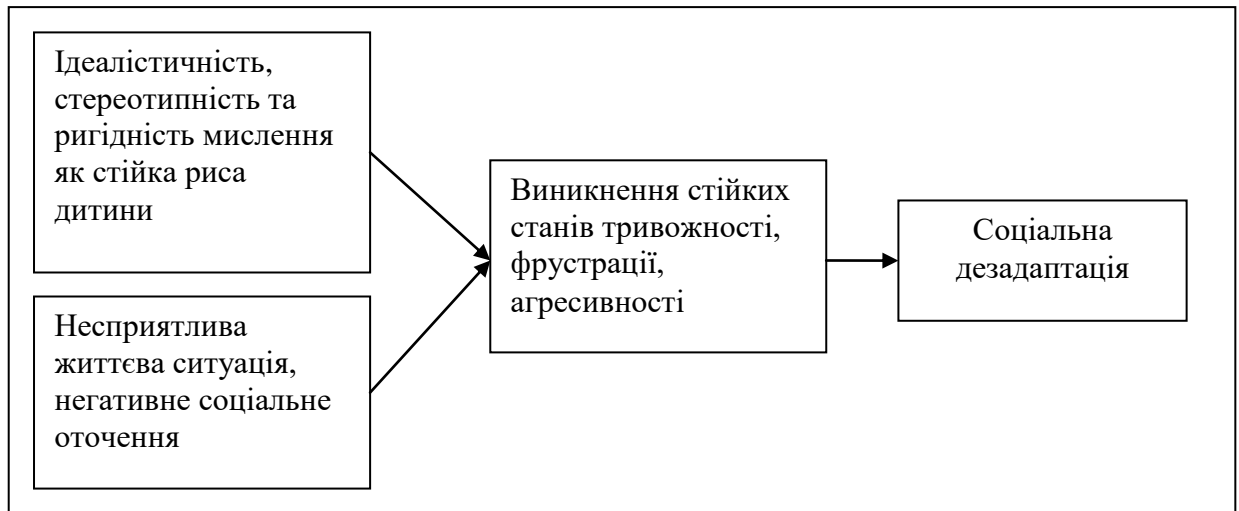 Ідеалістичність,
стереотипність та
ригідність мислення
як стійка риса
дитини
Несприятлива
життєва ситуація,
негативне соціальне
оточення
Виникнення стійких
станів тривожності,
фрустрації,
агресивності
Соціальна
дезадаптація